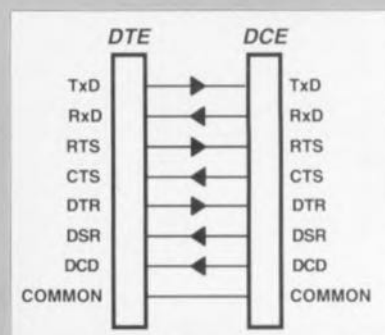 DTE DCE
TxD TxD
RxD RxD
RTS RTS
CTS CTS
DTR DTR
DSR DSR
DCD DCD
COMMON COMMON